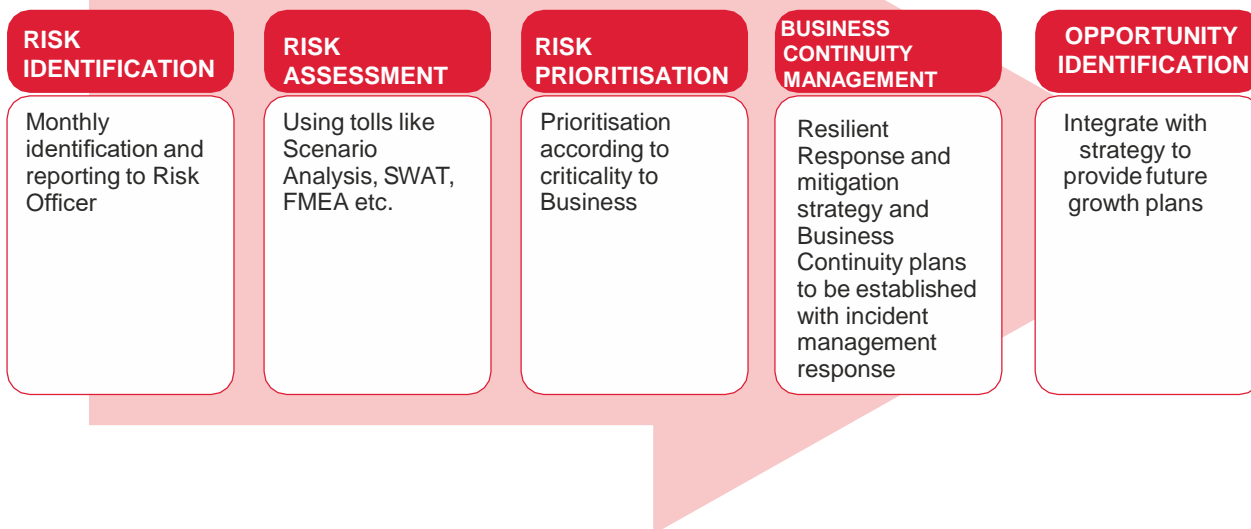 RISK
IDENTIFICATION
Monthly
identification and
reporting to Risk
Officer
RISK
ASSESSMENT
Using tolls like
Scenario
Analysis, SWAT,
FMEA etc.
RISK
PRIORITISATION
Prioritisation
according to
criticality to
Business
BUSINESS
CONTINUITY
MANAGEMENT
Resilient
Response and
mitigation
strategy and
Business
Continuity plans
to be established
with incident
management
response
OPPORTUNITY
IDENTIFICATION
Integrate with
strategy to
provide future
growth plans